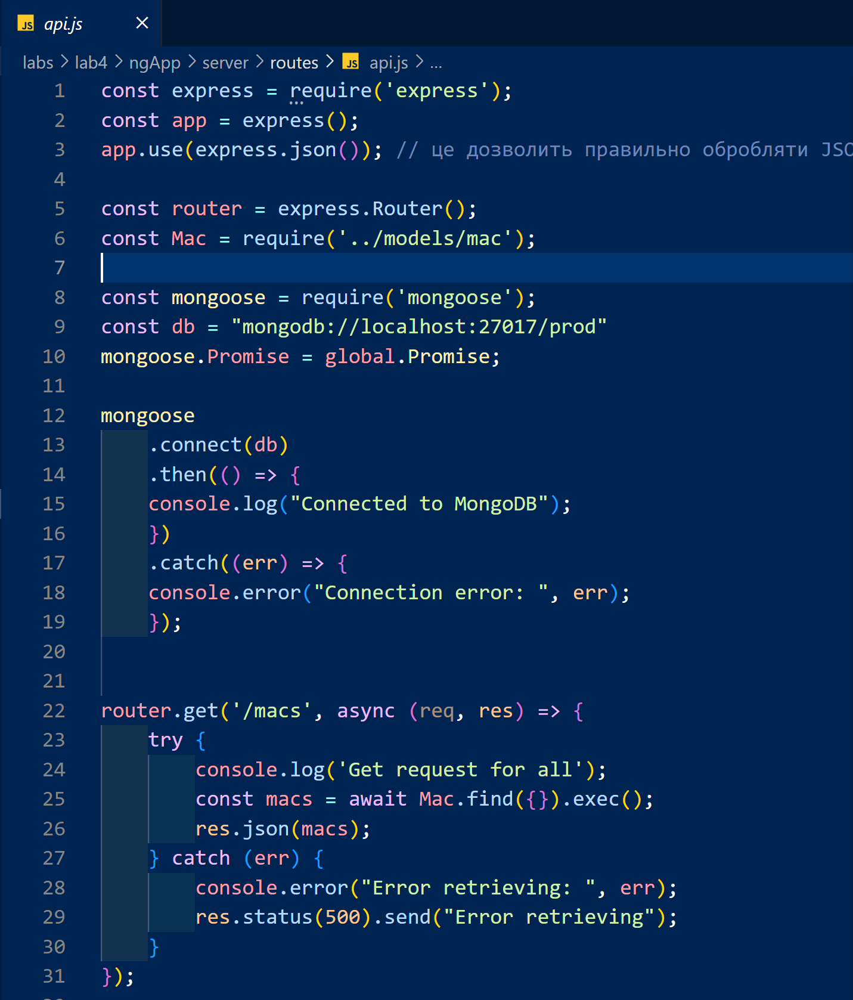 JS api.js
labs > lab4 > ngApp > server > routes > JS api.js > ...
1 const express = require('express');
2 const app = express();
3 app.use(express.json()); // це дозволить правильно обробляти JSO
4
5 const router = express.Router();
6 const Mac = require('../models/mac');
7
8 const mongoose = require('mongoose');
9 const db = "mongodb://localhost:27017/prod"
10 mongoose.Promise = global.Promise;
11
12 mongoose
13     .connect(db)
14     .then(() => {
15     console.log("Connected to MongoDB");
16     })
17     .catch((err) => {
18     console.error("Connection error: ", err);
19     });
20
21
22 router.get('/macs', async (req, res) => {
23     try {
24         console.log('Get request for all');
25         const macs = await Mac.find({}).exec();
26         res.json(macs);
27     } catch (err) {
28         console.error("Error retrieving: ", err);
29         res.status(500).send("Error retrieving");
30     }
31 });